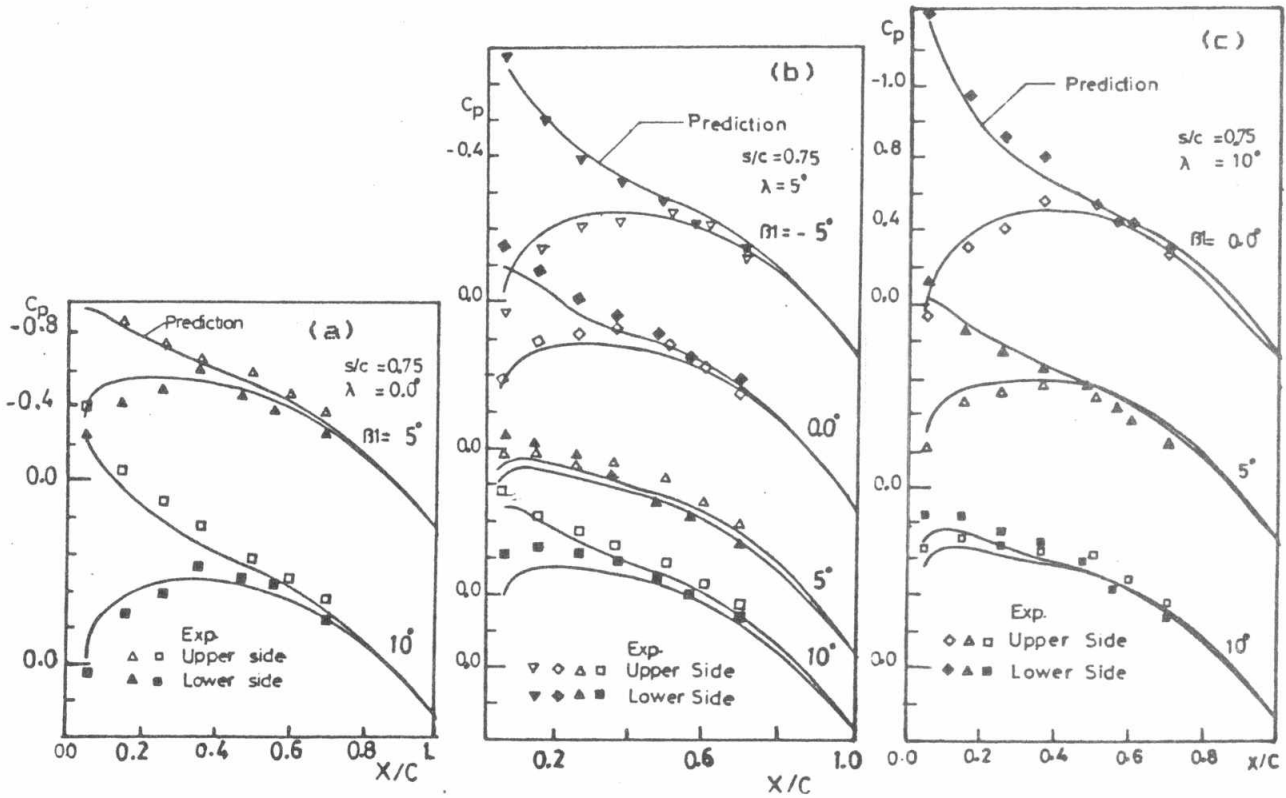 (a)
Cp
-0.8
-0.4
0.0
0.0
Prediction
s/c = 0.75
λ = 0.0°
β1 = 5°
10°
Exp.
Upper side
Lower side
00 0.2 0.4 0.6 0.8 1.
X/C
(b)
Cp
-0.4
0.0
0.0
0.0
0.0
Prediction
s/c = 0.75
λ = 5°
β1 = - 5°
0.0°
5°
10°
Exp.
Upper Side
Lower Side
0.2 0.4 0.6 0.8 1.0
X/C
(c)
Cp
-1.0
0.8
0.4
0.0
0.0
0.0
Prediction
s/c = 0.75
λ = 10°
β1 = 0.0°
5°
10°
Exp.
Upper Side
Lower Side
0.0 0.2 0.4 0.6 0.8
X/C